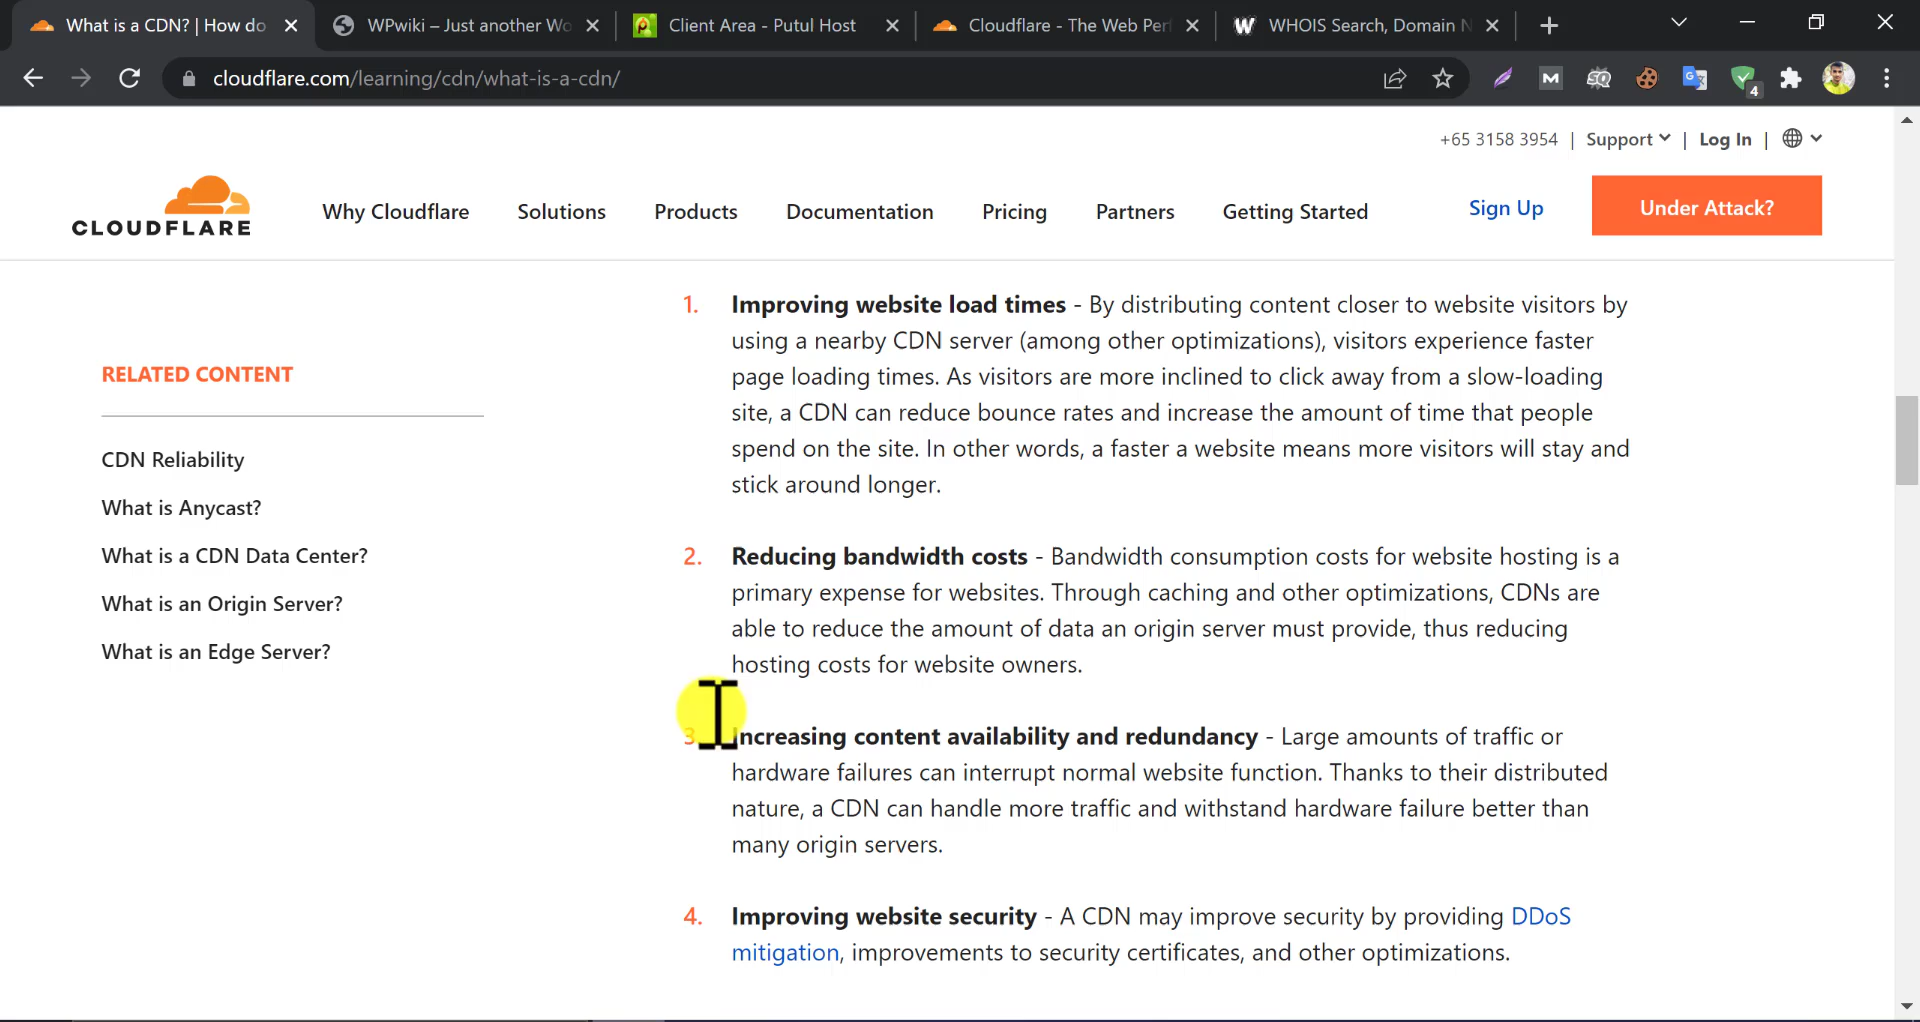 What is a CDN? | How do
WPwiki – Just another Wo
Client Area - Putul Host
Cloudflare - The Web Per
WHOIS Search, Domain N
cloudflare.com/learning/cdn/what-is-a-cdn/
4
+65 3158 3954 | Support | Log In |
CLOUDFLARE
Why Cloudflare
Solutions
Products
Documentation
Pricing
Partners
Getting Started
Sign Up
Under Attack?
RELATED CONTENT
CDN Reliability
What is Anycast?
What is a CDN Data Center?
What is an Origin Server?
What is an Edge Server?
1. Improving website load times - By distributing content closer to website visitors by
using a nearby CDN server (among other optimizations), visitors experience faster
page loading times. As visitors are more inclined to click away from a slow-loading
site, a CDN can reduce bounce rates and increase the amount of time that people
spend on the site. In other words, a faster a website means more visitors will stay and
stick around longer.
2. Reducing bandwidth costs - Bandwidth consumption costs for website hosting is a
primary expense for websites. Through caching and other optimizations, CDNs are
able to reduce the amount of data an origin server must provide, thus reducing
hosting costs for website owners.
3. Increasing content availability and redundancy - Large amounts of traffic or
hardware failures can interrupt normal website function. Thanks to their distributed
nature, a CDN can handle more traffic and withstand hardware failure better than
many origin servers.
4. Improving website security - A CDN may improve security by providing DDoS
mitigation, improvements to security certificates, and other optimizations.